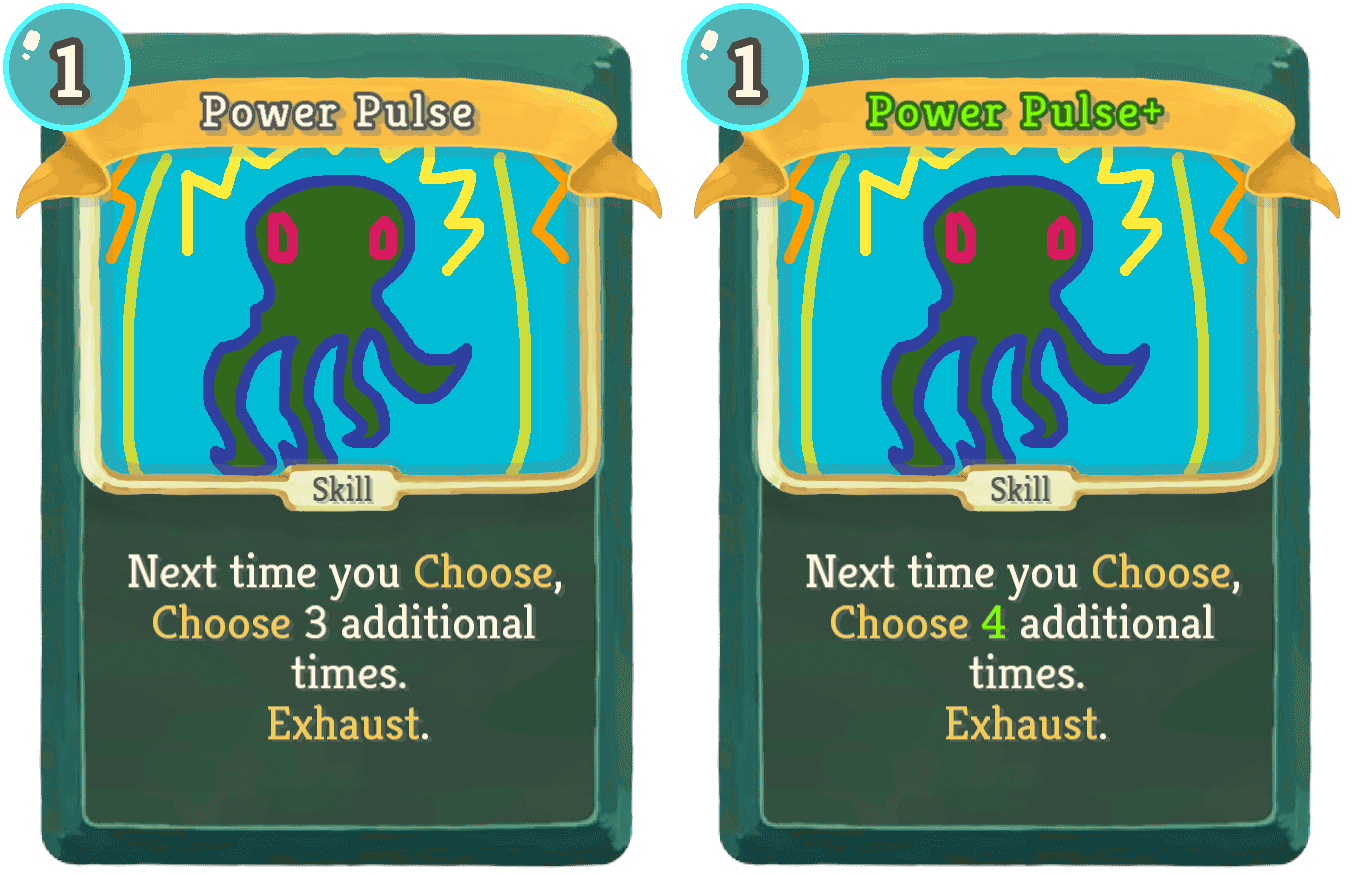 1
Power Pulse
Skill
Next time you Choose,
Choose 3 additional
times.
Exhaust.
1
Power Pulse+
Skill
Next time you Choose,
Choose 4 additional
times.
Exhaust.